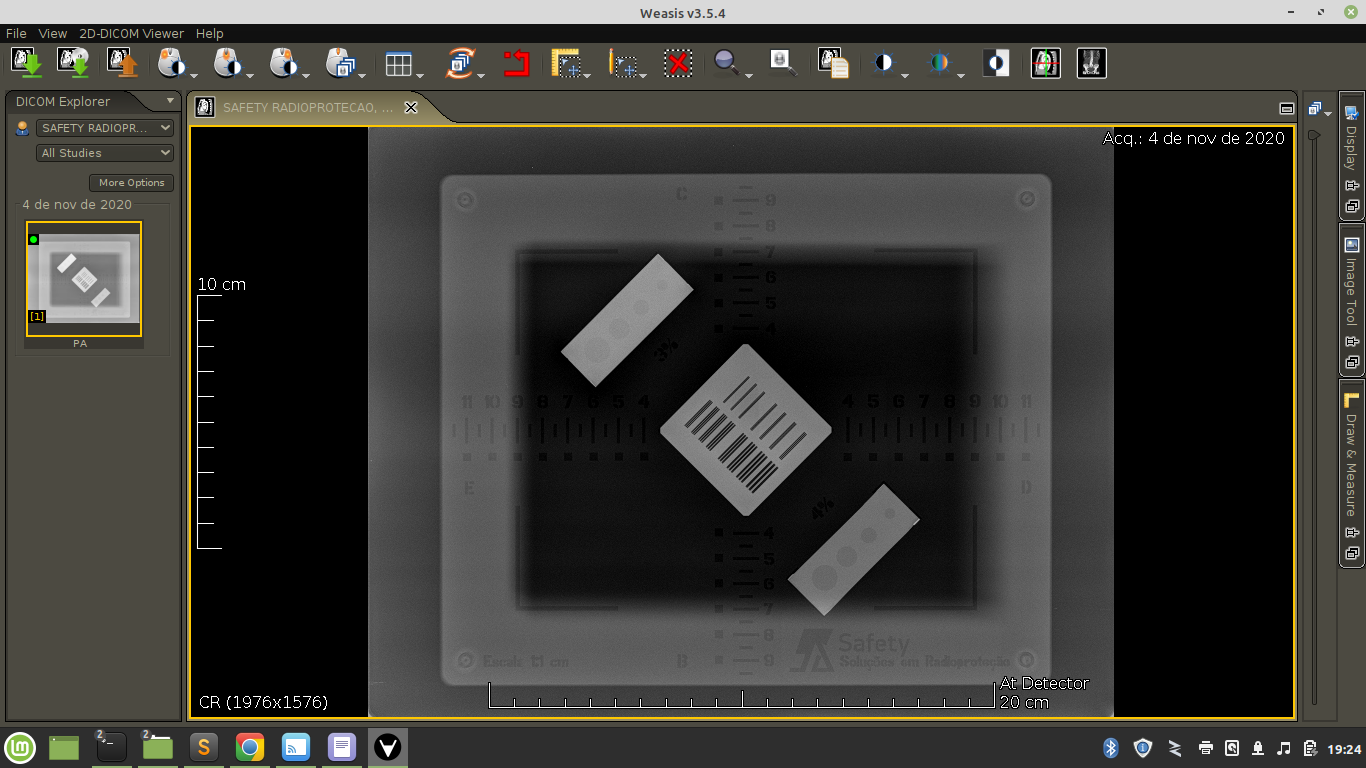 Weasis v3.5.4
File View 2D-DICOM Viewer Help
DICOM Explorer
SAFETY RADIOPR...
All Studies
More Options
4 de nov de 2020
[1]
PA
SAFETY RADIOPROTECAO, ...
Acq.: 4 de nov de 2020
10 cm
C
9
8
7
6
5
4
3%
11 10 9 8 7 6 5 4
4 5 6 7 8 9 10 11
E
D
4%
4
5
6
7
8
9
B
Escala 1:1 cm
Safety
Soluções em Radioproteção
At Detector
20 cm
CR (1976x1576)
Display
Image Tool
Draw & Measure
2
2
19:24